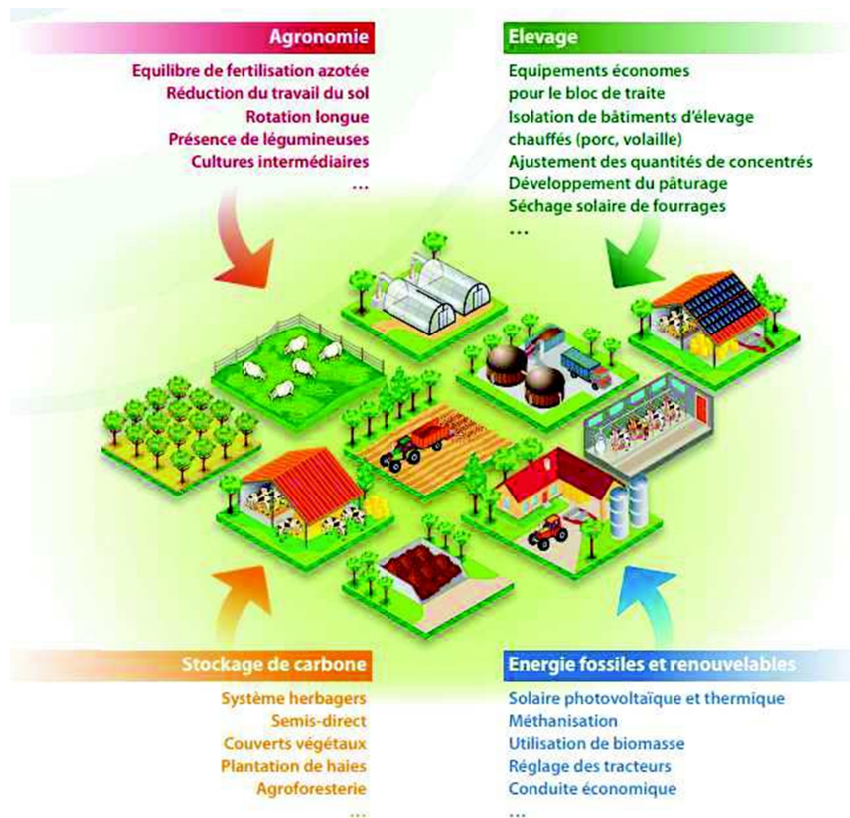 Agronomie
Equilibre de fertilisation azotée
Réduction du travail du sol
Rotation longue
Présence de légumineuses
Cultures intermédiaires
...
Elevage
Equipements économes
pour le bloc de traite
Isolation de bâtiments d'élevage
chauffés (porc, volaille)
Ajustement des quantités de concentrés
Développement du pâturage
Séchage solaire de fourrages
...
Stockage de carbone
Système herbagers
Semis-direct
Couverts végétaux
Plantation de haies
Agroforesterie
...
Energie fossiles et renouvelables
Solaire photovoltaïque et thermique
Méthanisation
Utilisation de biomasse
Réglage des tracteurs
Conduite économique
...